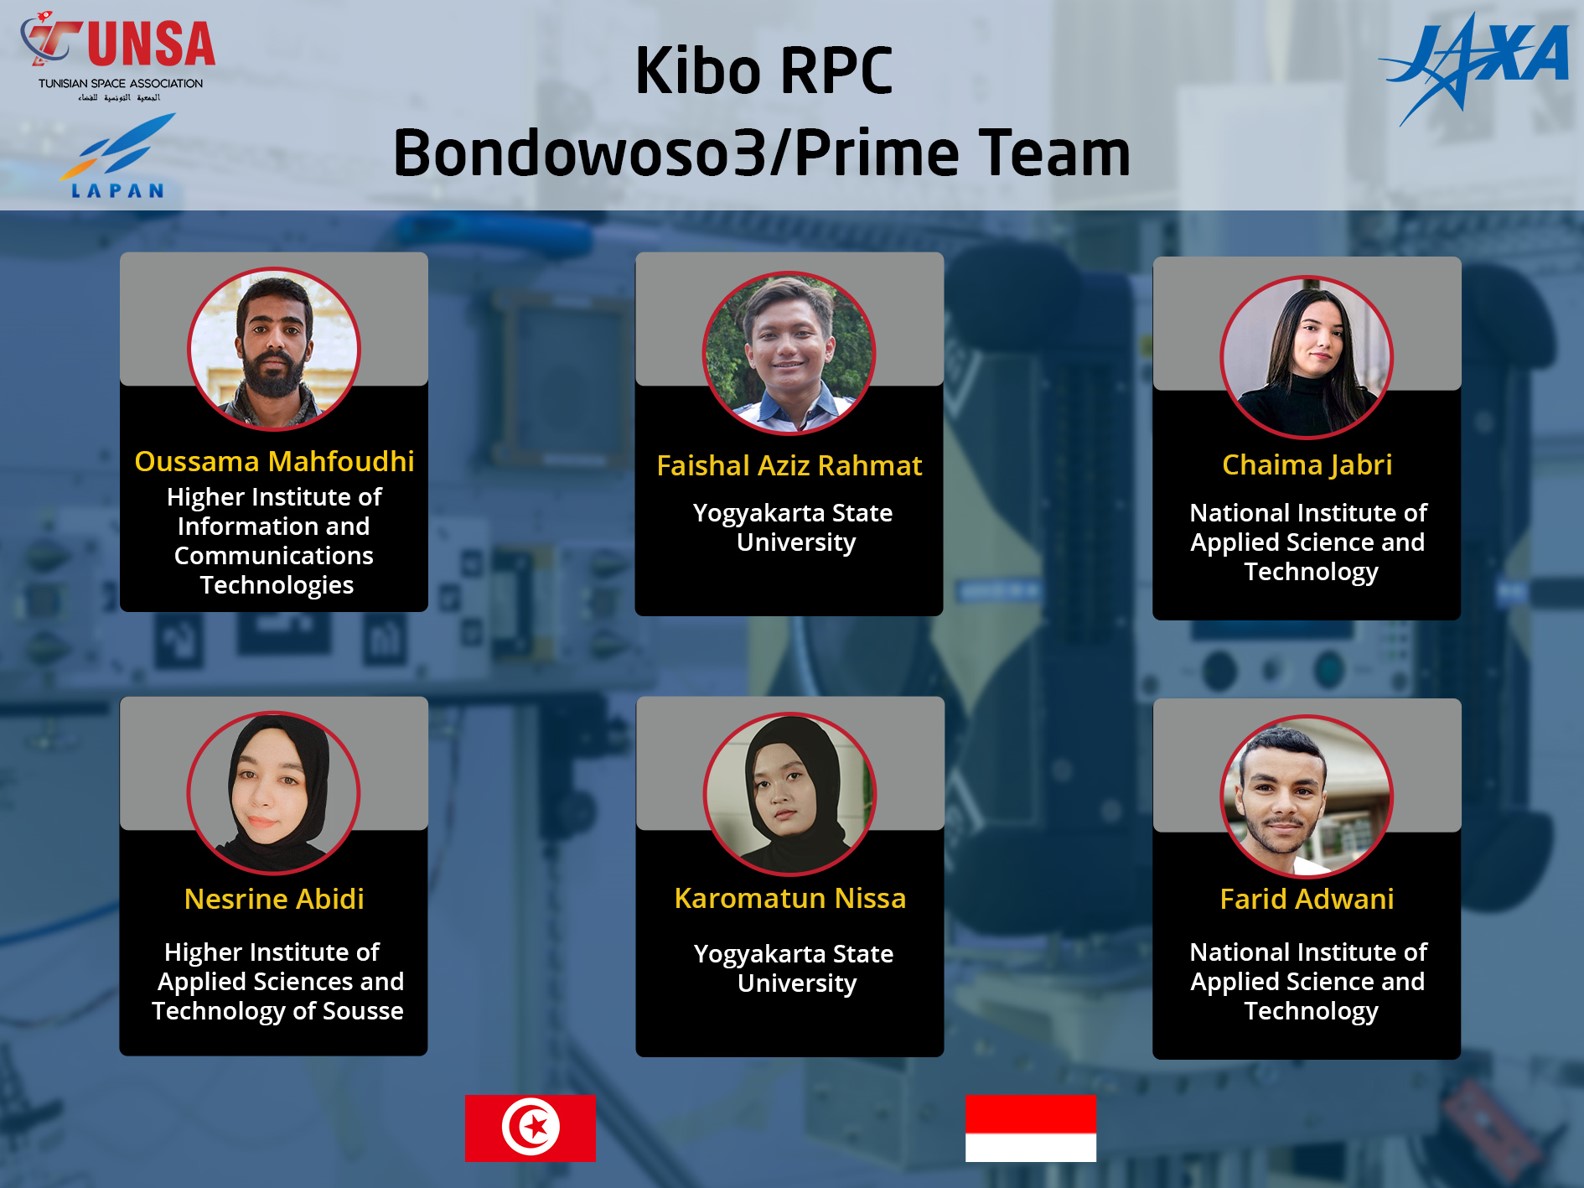 TUNSA
TUNISIAN SPACE ASSOCIATION
الجمعية التونسية للفضاء
LAPAN
Kibo RPC
Bondowoso3/Prime Team
JAXA
Oussama Mahfoudhi
Higher Institute of
Information and
Communications
Technologies
Faishal Aziz Rahmat
Yogyakarta State
University
Chaima Jabri
National Institute of
Applied Science and
Technology
Nesrine Abidi
Higher Institute of
Applied Sciences and
Technology of Sousse
Karomatun Nissa
Yogyakarta State
University
Farid Adwani
National Institute of
Applied Science and
Technology